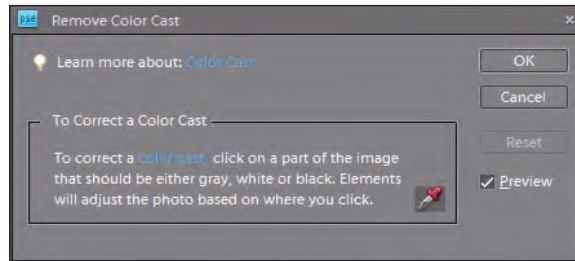 pse Remove Color Cast x
Learn more about: Color Cast
OK
Cancel
To Correct a Color Cast
Reset
To correct a color cast, click on a part of the image
that should be either gray, white or black. Elements
will adjust the photo based on where you click.
Preview